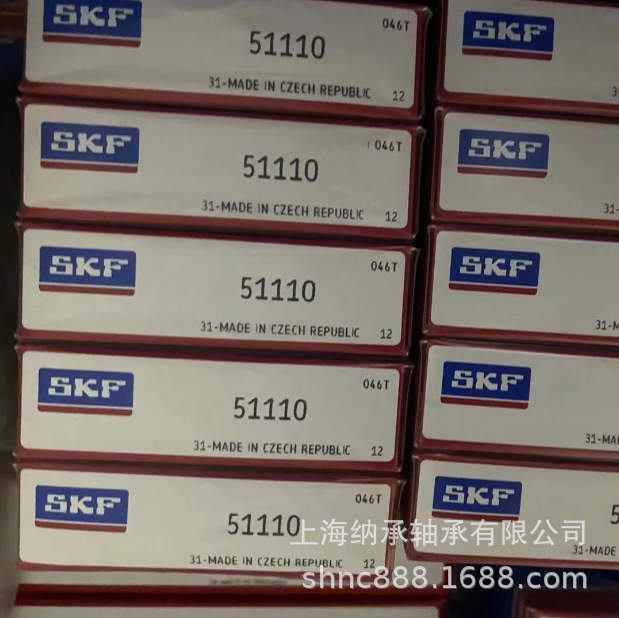 SKF
046T
51110
31-MADE IN CZECH REPUBLIC 12
SKF
046T
51110
31-MADE IN CZECH REPUBLIC 12
SKF
046T
51110
31-MADE IN CZECH REPUBLIC 12
SKF
046T
51110
31-MADE IN CZECH REPUBLIC 12
SKF
046T
51110
31-MADE IN CZECH REPUBLIC 12
SKF
SKF
31-
SKF
31-M
SKF
31-MA
SKF
5
31-MADE
上海纳承轴承有限公司
shnc888.1688.com